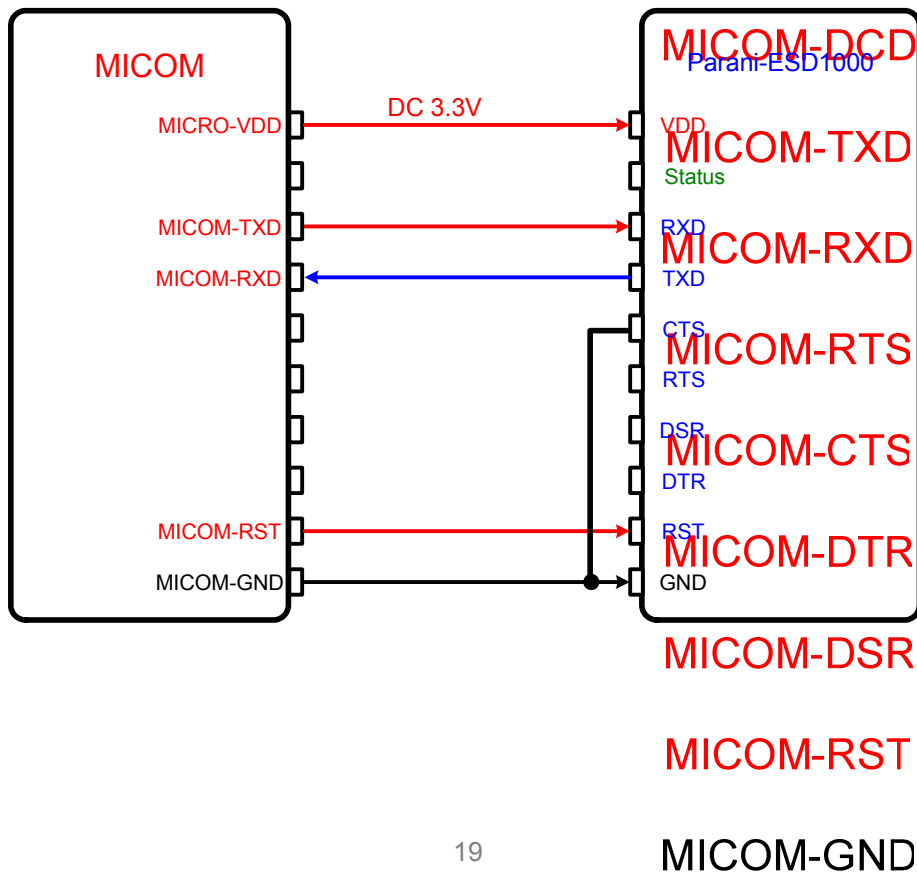 MICOM
MICOM-DCD
Parani-ESD1000
DC 3.3V
MICRO-VDD
VDD
MICOM-TXD
Status
MICOM-TXD
RXD
MICOM-RXD
MICOM-RXD
TXD
CTS
MICOM-RTS
RTS
DSR
MICOM-CTS
DTR
MICOM-RST
RST
MICOM-DTR
MICOM-GND
GND
MICOM-DSR
MICOM-RST
19
MICOM-GND